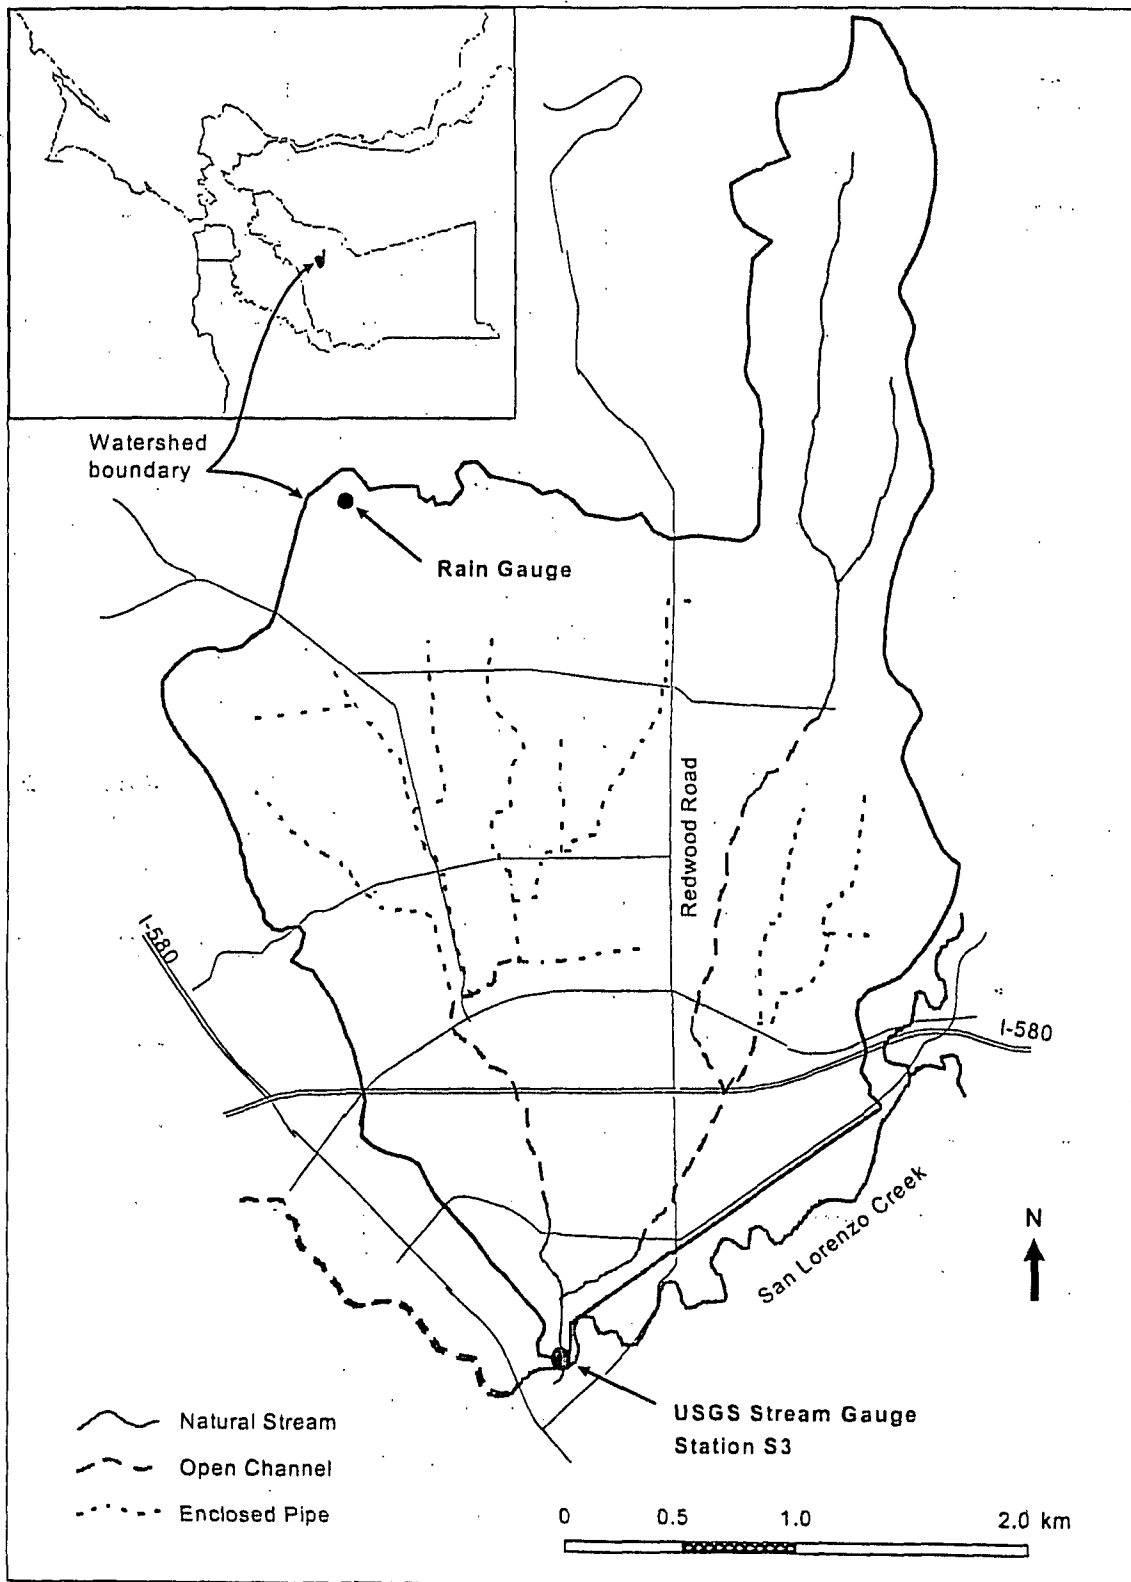 Watershed
boundary
Rain Gauge
Redwood Road
I-580
I-580
San Lorenzo Creek
N
USGS Stream Gauge
Station S3
Natural Stream
Open Channel
Enclosed Pipe
0 0.5 1.0 2.0 km